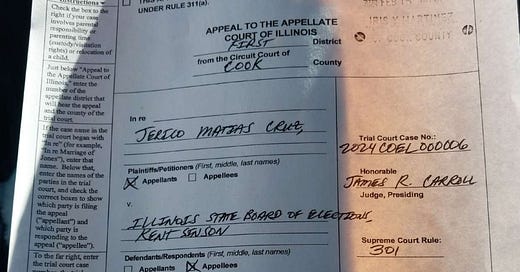 Check the box to the
right if your case
involves parental
responsibility or
parenting time
(custody/visitation
rights) or relocation
of a child.
UNDER RULE 311(a).
Just below "Appeal to
the Appellate Court of
Illinois," enter the
number of the
appellate district that
will hear the appeal
and the county of the
trial court.
If the case name in the
trial court began with
"In re" (for example,
"In re Marriage of
Jones"), enter that
name. Below that,
enter the names of the
parties in the trial
court, and check the
correct boxes to show
which party is filing
the appeal
("appellant") and
which party is
responding to the
appeal ("appellee").
To the far right, enter
the trial court case
APPEAL TO THE APPELLATE
COURT OF ILLINOIS
FIRST District
from the Circuit Court of
COOK County
In re
JERICO MATIAS CRUZ,
Plaintiffs/Petitioners (First, middle, last names)
X Appellants Appellees
v.
ILLINOIS STATE BOARD OF ELECTIONS,
KENT SENSON
Defendants/Respondents (First, middle, last names)
Appellants X Appellees
IRIS Y. MARTINEZ
Trial Court Case No.:
2024COEL000006
Honorable
JAMES R. CARROLL
Judge, Presiding
Supreme Court Rule:
301